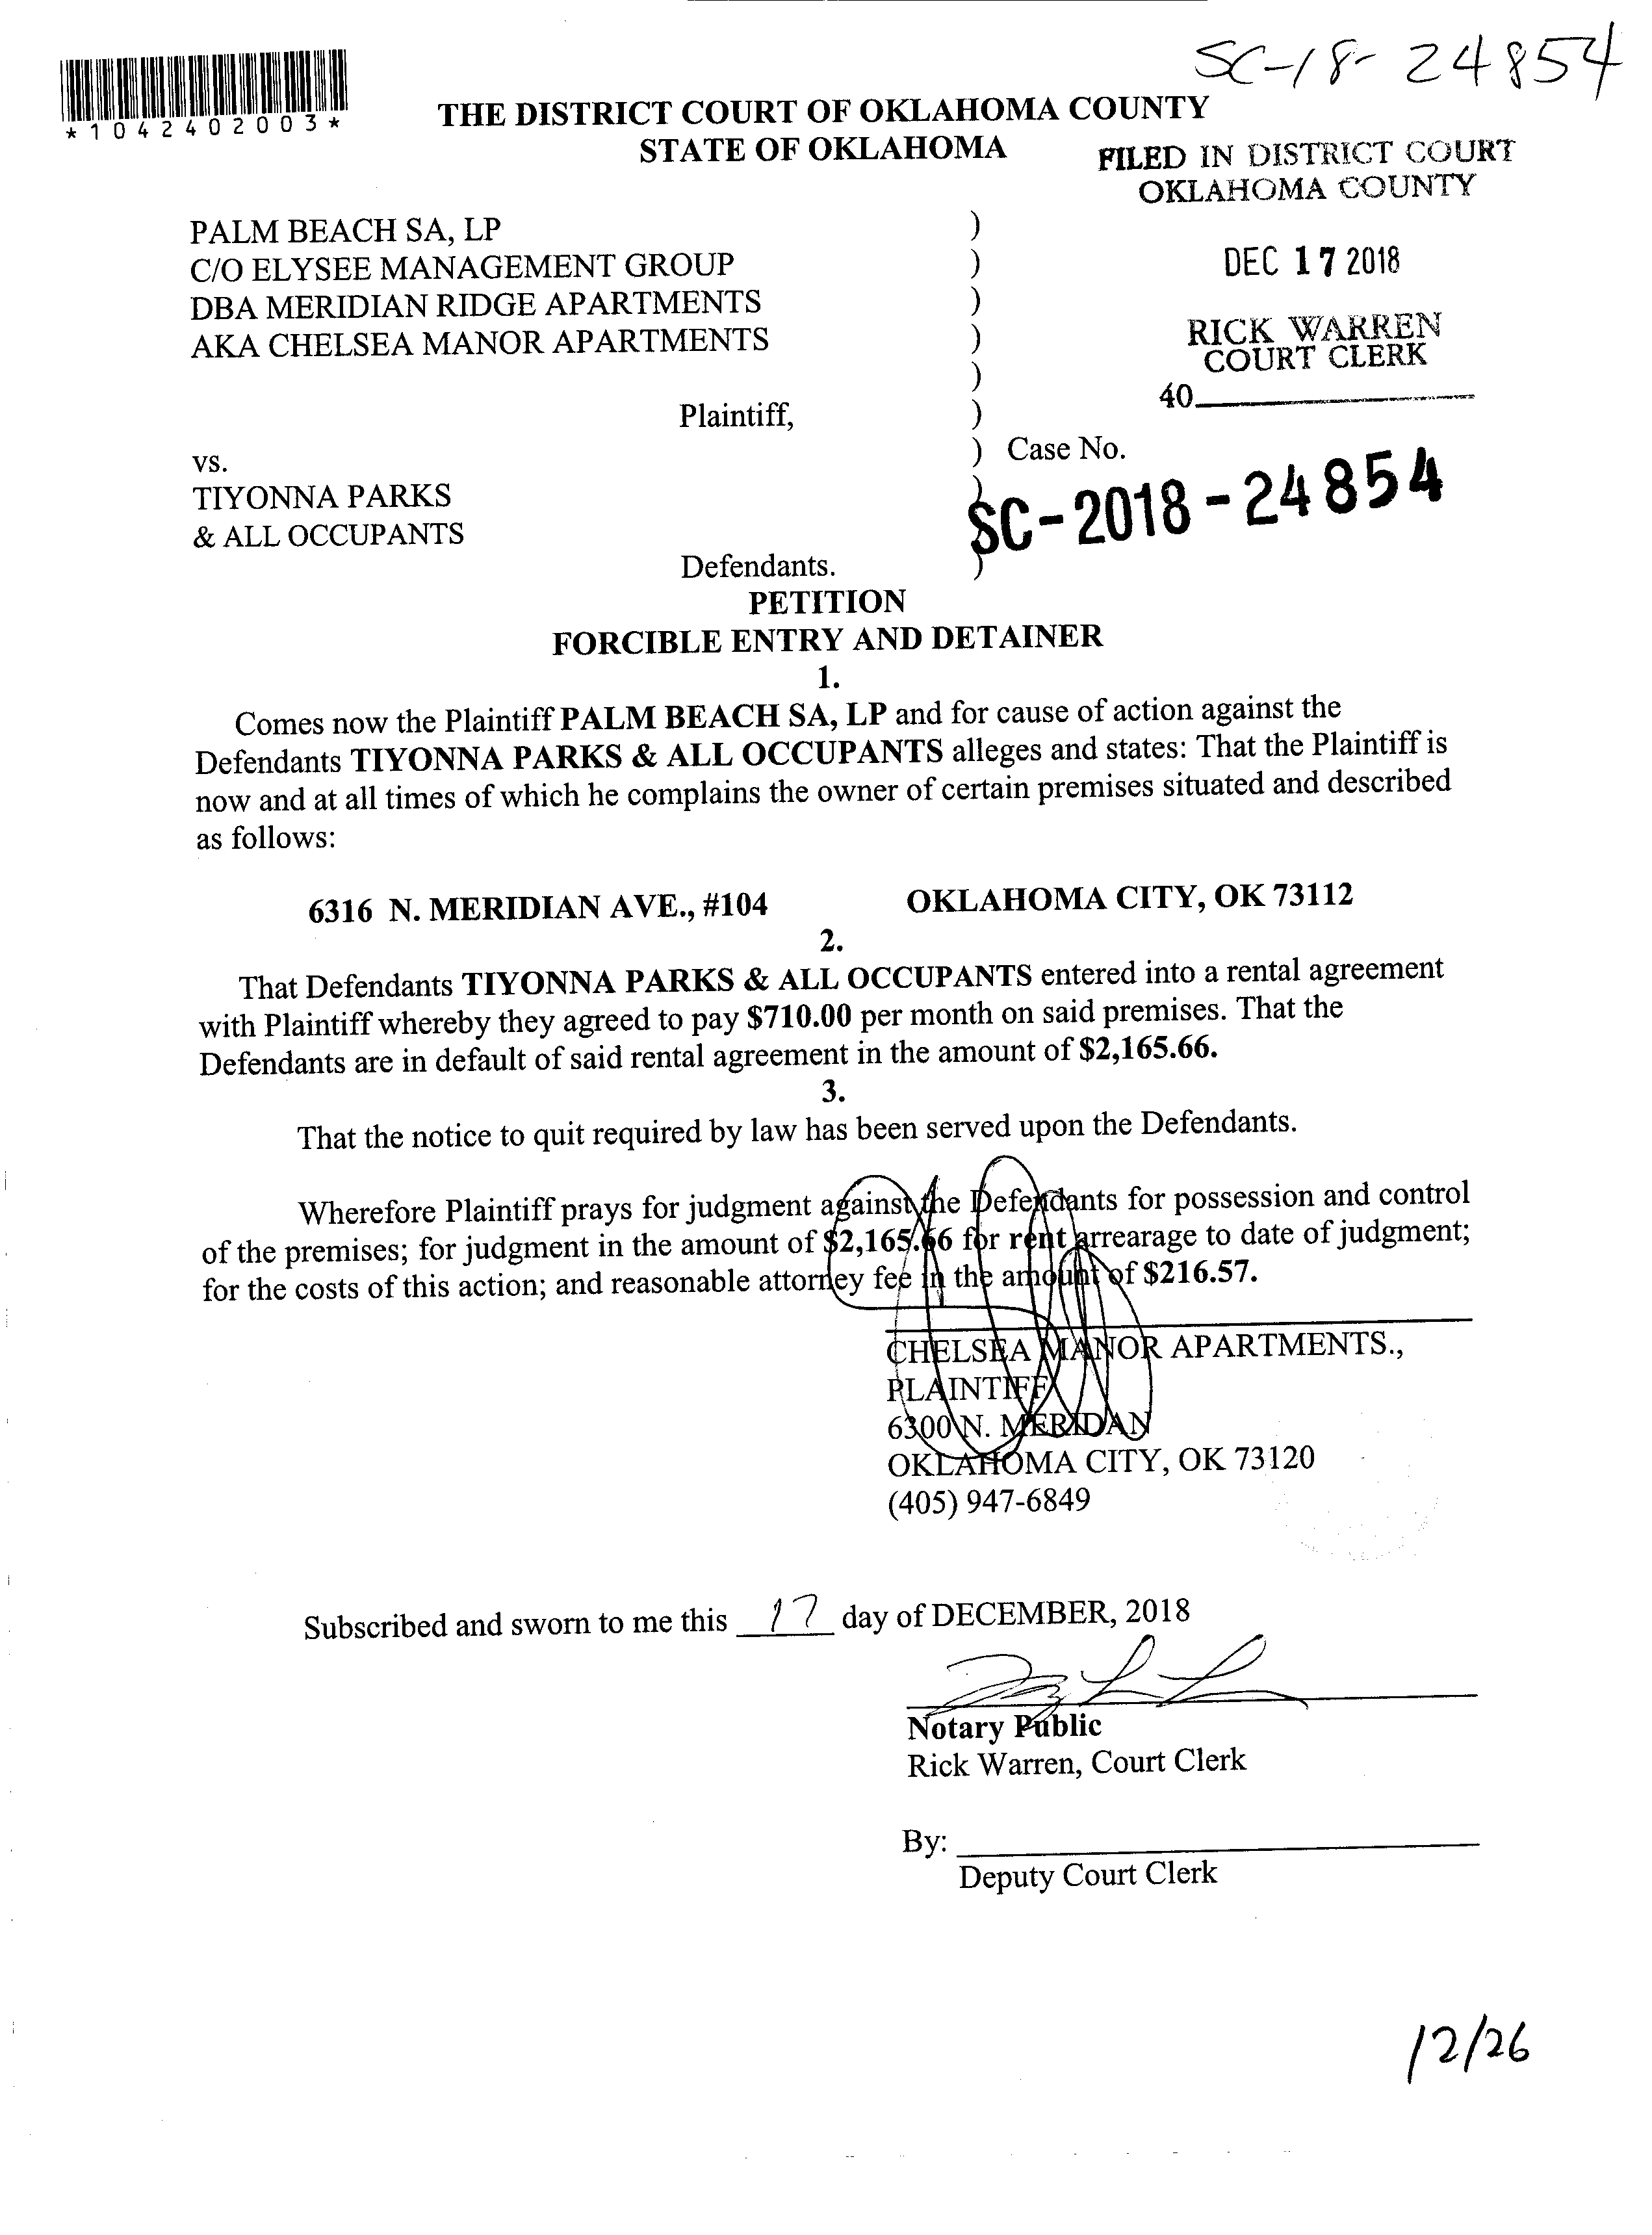 SC-18-24854
*1042402003*
THE DISTRICT COURT OF OKLAHOMA COUNTY
STATE OF OKLAHOMA
FILED IN DISTRICT COURT
OKLAHOMA COUNTY
PALM BEACH SA, LP )
C/O ELYSEE MANAGEMENT GROUP )
DEC 17 2018
DBA MERIDIAN RIDGE APARTMENTS )
AKA CHELSEA MANOR APARTMENTS )
RICK WARREN
COURT CLERK
)
40
Plaintiff, )
vs. ) Case No.
TIYONNA PARKS )
SC-2018-24854
& ALL OCCUPANTS
Defendants. )
PETITION
FORCIBLE ENTRY AND DETAINER
1.
Comes now the Plaintiff PALM BEACH SA, LP and for cause of action against the
Defendants TIYONNA PARKS & ALL OCCUPANTS alleges and states: That the Plaintiff is
now and at all times of which he complains the owner of certain premises situated and described
as follows:
6316 N. MERIDIAN AVE., #104 OKLAHOMA CITY, OK 73112
2.
That Defendants TIYONNA PARKS & ALL OCCUPANTS entered into a rental agreement
with Plaintiff whereby they agreed to pay $710.00 per month on said premises. That the
Defendants are in default of said rental agreement in the amount of $2,165.66.
3.
That the notice to quit required by law has been served upon the Defendants.
Wherefore Plaintiff prays for judgment against the Defendants for possession and control
of the premises; for judgment in the amount of $2,165.66 for rent arrearage to date of judgment;
for the costs of this action; and reasonable attorney fee in the amount of $216.57.
CHELSEA MANOR APARTMENTS.,
PLAINTIFF
6300 N. MERIDAN
OKLAHOMA CITY, OK 73120
(405) 947-6849
Subscribed and sworn to me this 17 day of DECEMBER, 2018
Notary Public
Rick Warren, Court Clerk
By:
Deputy Court Clerk
12/26